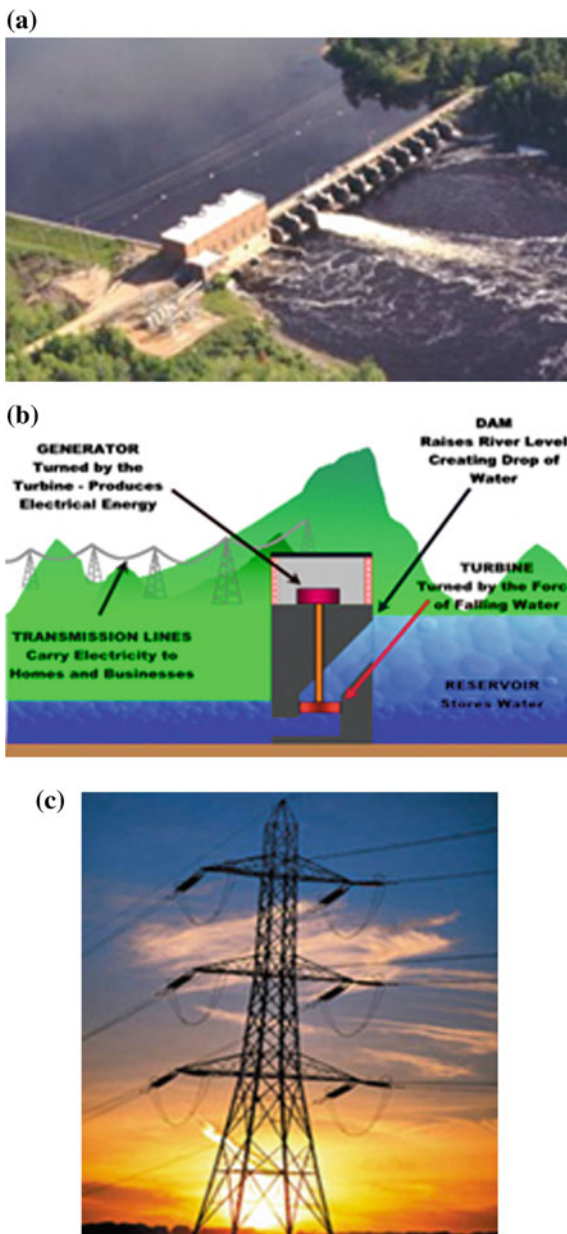 (a)
(b)
GENERATOR
Turned by the
Turbine - Produces
Electrical Energy
DAM
Raises River Level
Creating Drop of
Water
TURBINE
Turned by the Force
of Falling Water
TRANSMISSION LINES
Carry Electricity to
Homes and Businesses
RESERVOIR
Stores Water
(c)